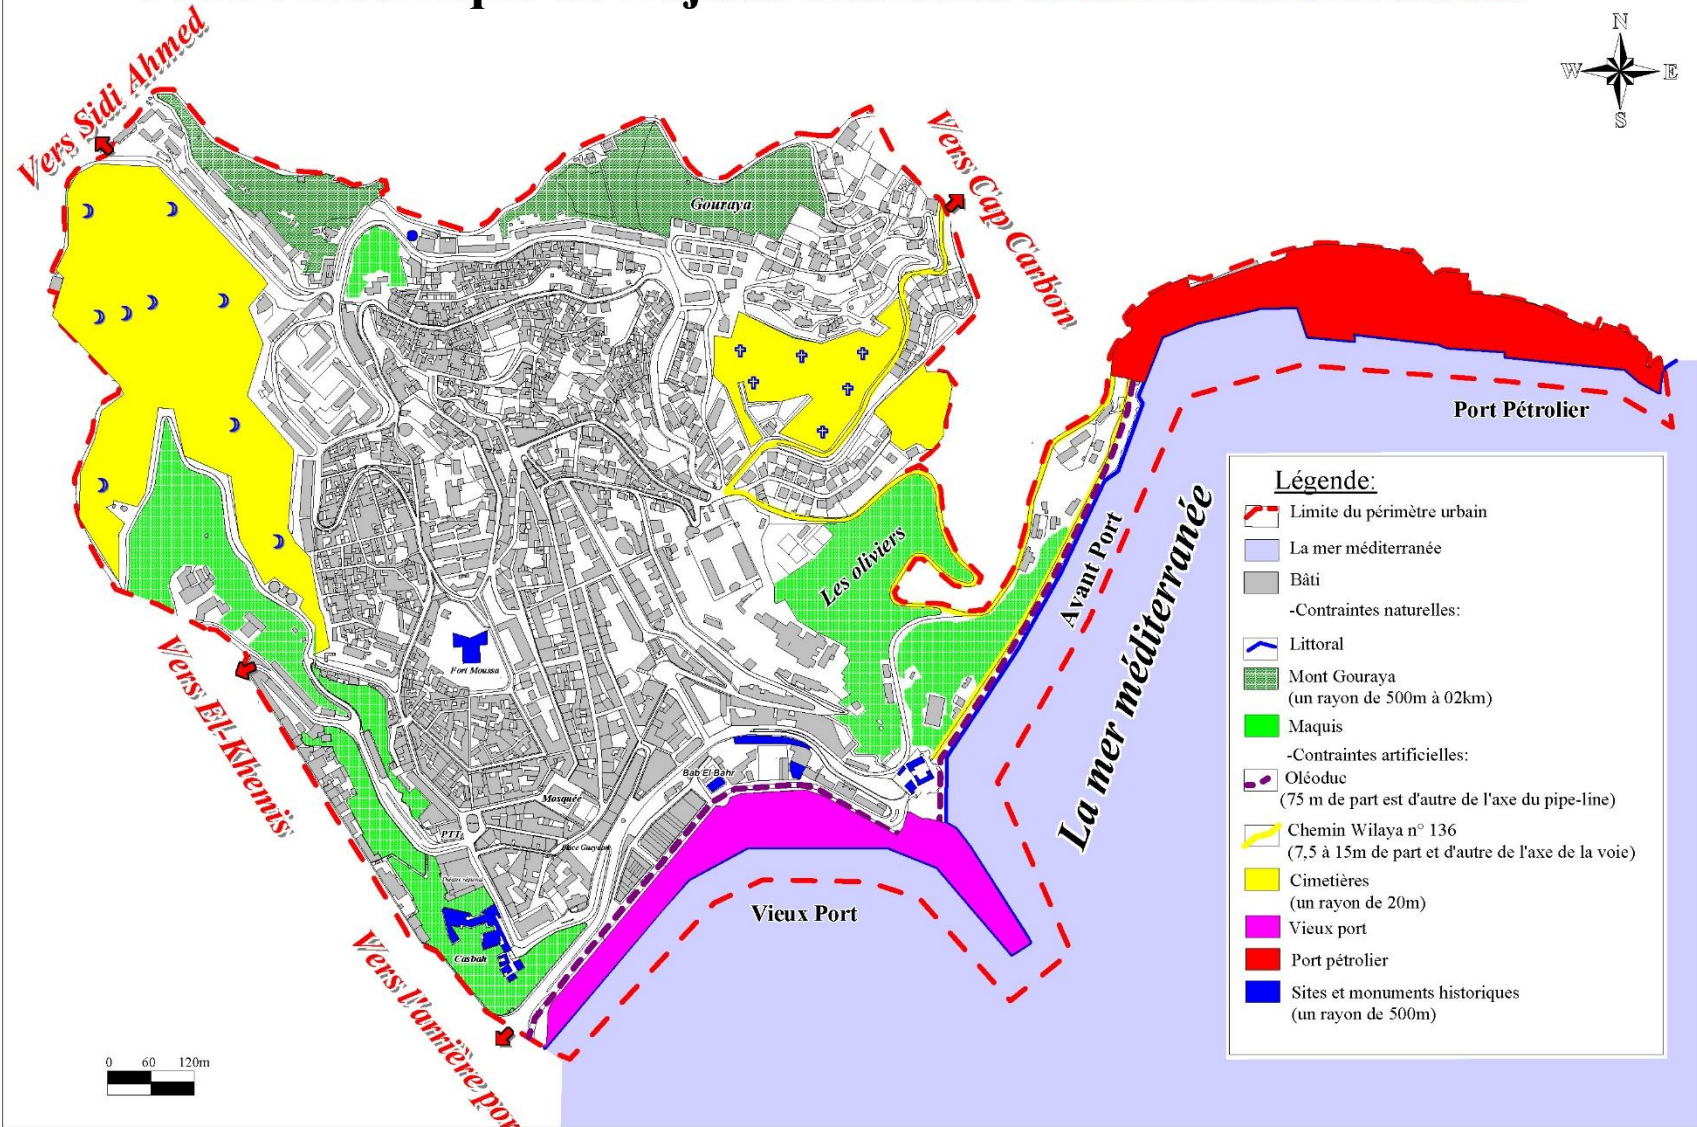 N
W
E
S
Vers Sidi Ahmed
Vers Cap Carbon
Gouraya
Port Pétrolier
Les oliviers
Avant Port
La mer méditerranée
Fort Moussa
Vers El-Khemis
Bab El Bahr
Mosquée
PTT
Casbah
Vieux Port
Vers l'arrière por
0 60 120m
Légende:
Limite du périmètre urbain
La mer méditerranée
Bâti
-Contraintes naturelles:
Littoral
Mont Gouraya
(un rayon de 500m à 02km)
Maquis
-Contraintes artificielles:
Oléoduc
(75 m de part est d'autre de l'axe du pipe-line)
Chemin Wilaya n° 136
(7,5 à 15m de part et d'autre de l'axe de la voie)
Cimetières
(un rayon de 20m)
Vieux port
Port pétrolier
Sites et monuments historiques
(un rayon de 500m)